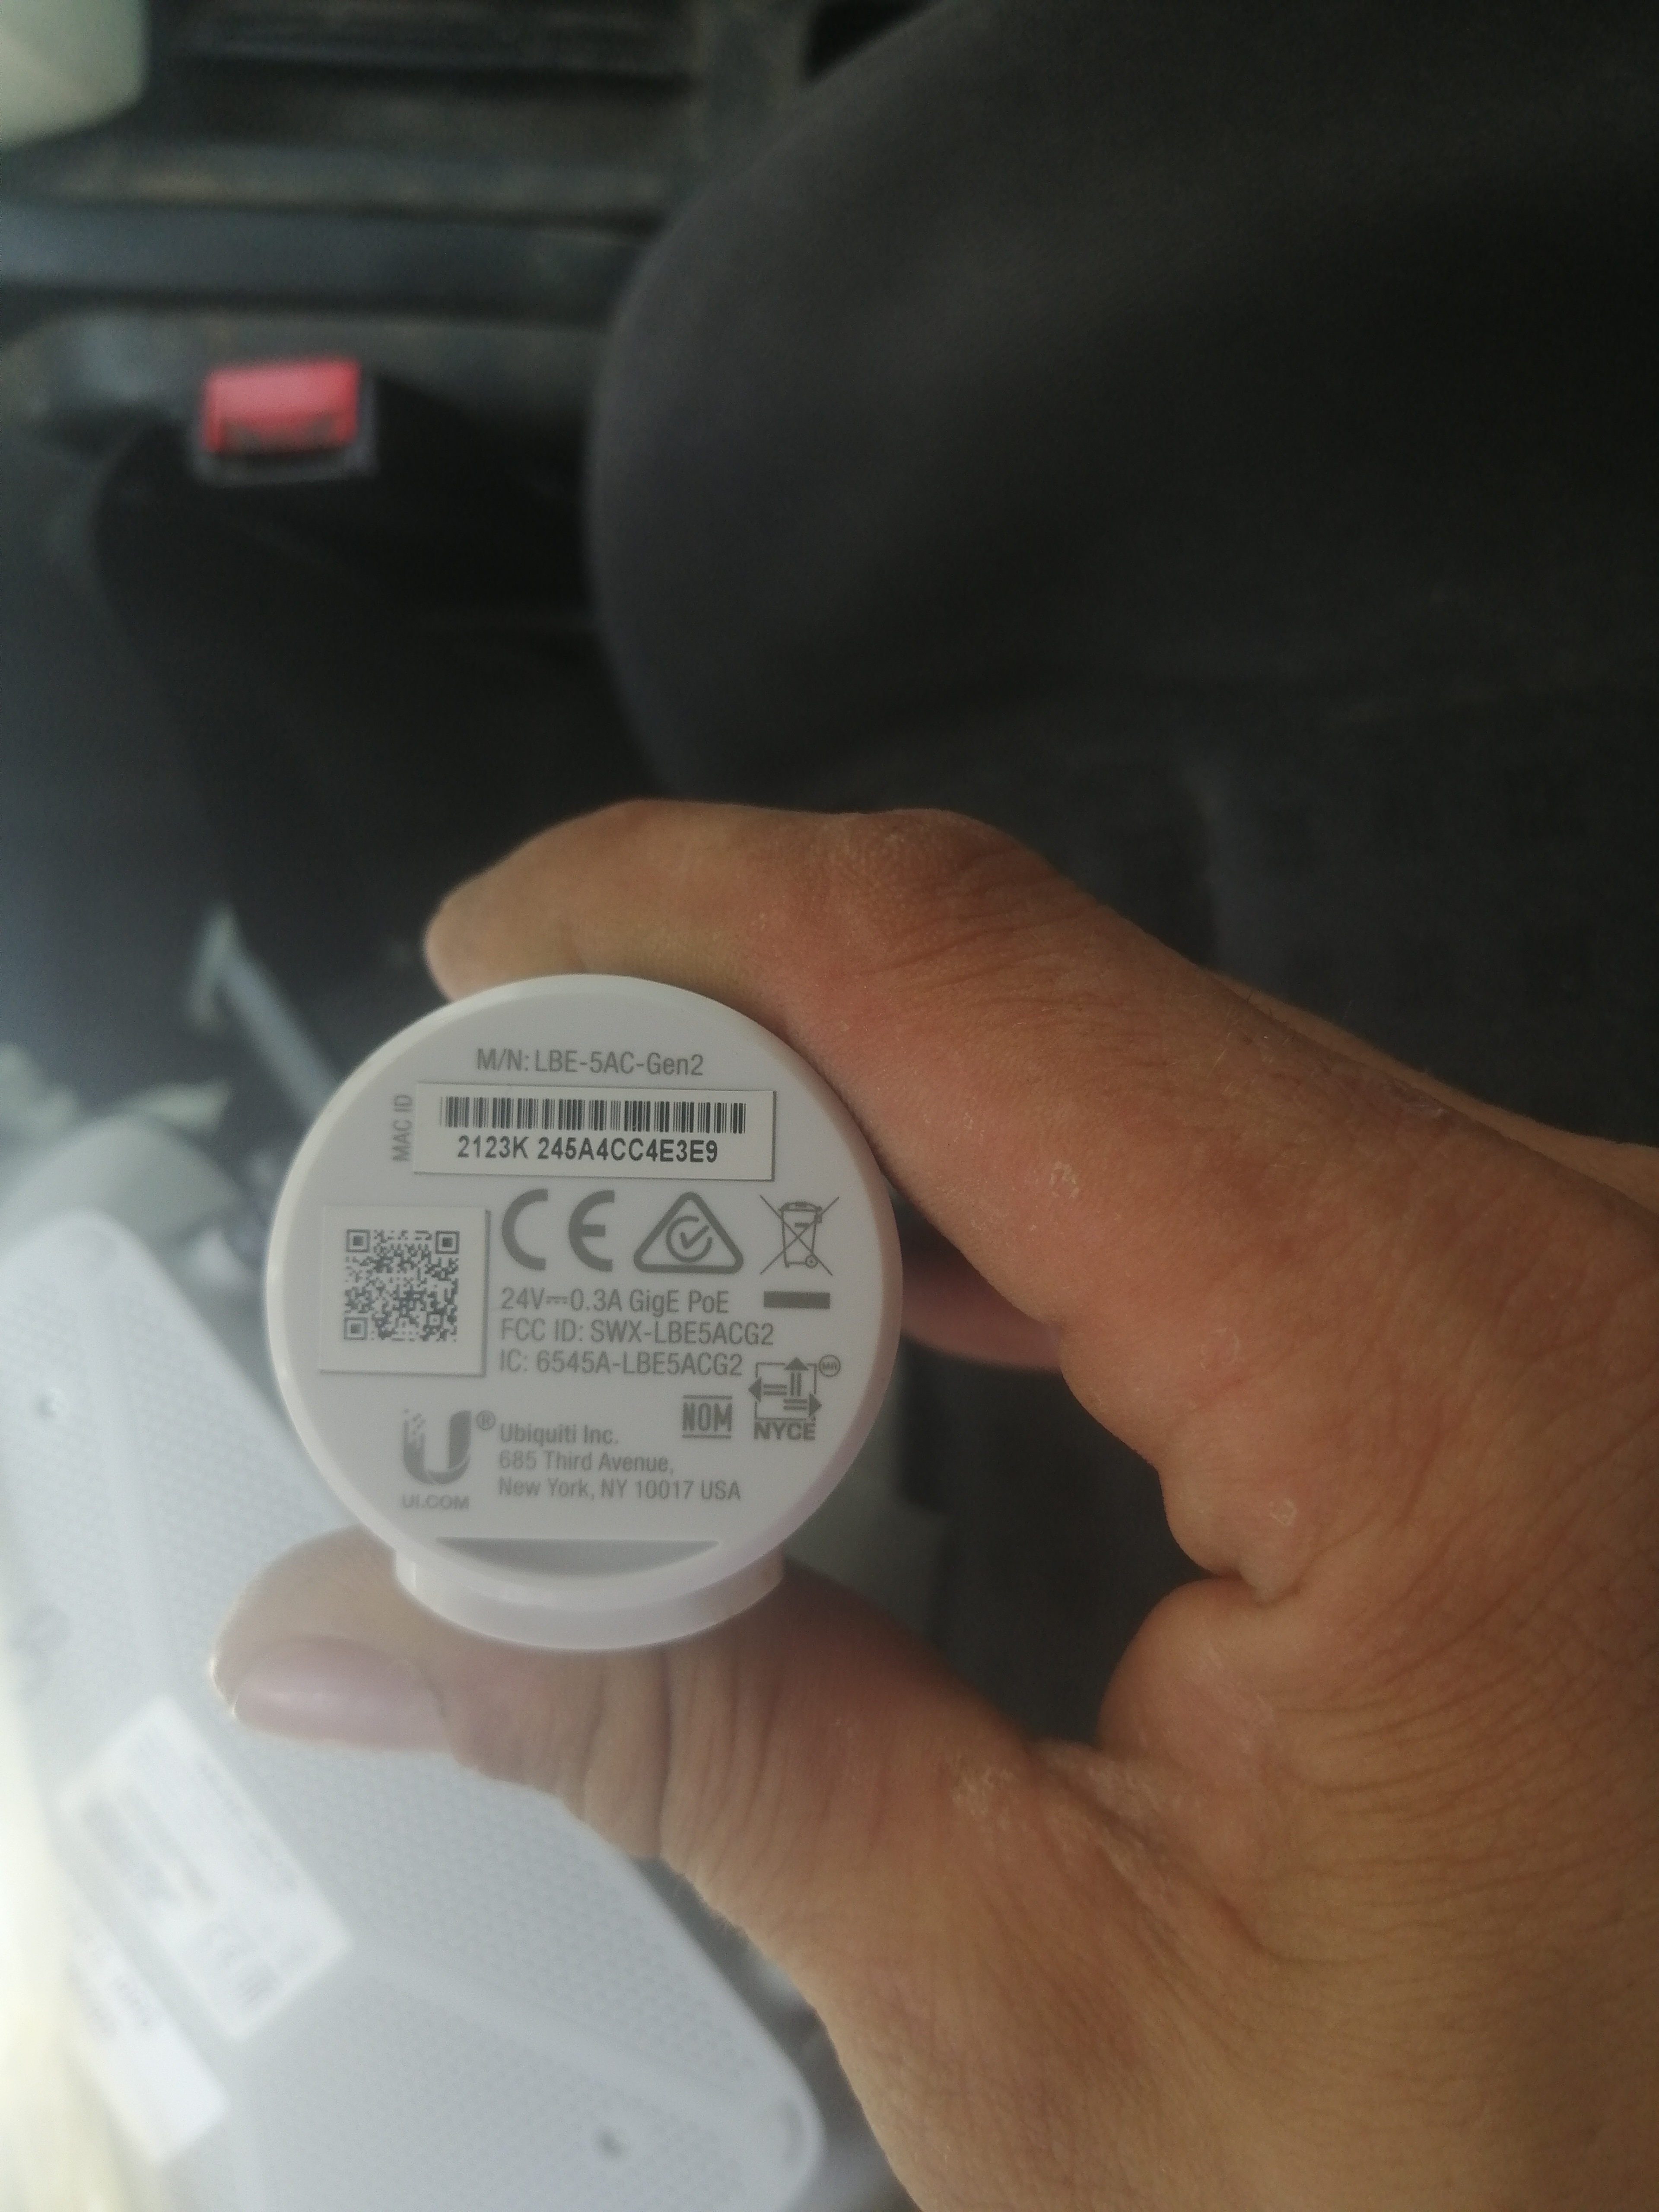 M/N: LBE-5AC-Gen2
MAC ID
2123K 245A4CC4E3E9
CE
24V⎓0.3A GigE PoE
FCC ID: SWX-LBE5ACG2
IC: 6545A-LBE5ACG2
MR
NOM
NYCE
U®
UI.COM
Ubiquiti Inc.
685 Third Avenue,
New York, NY 10017 USA